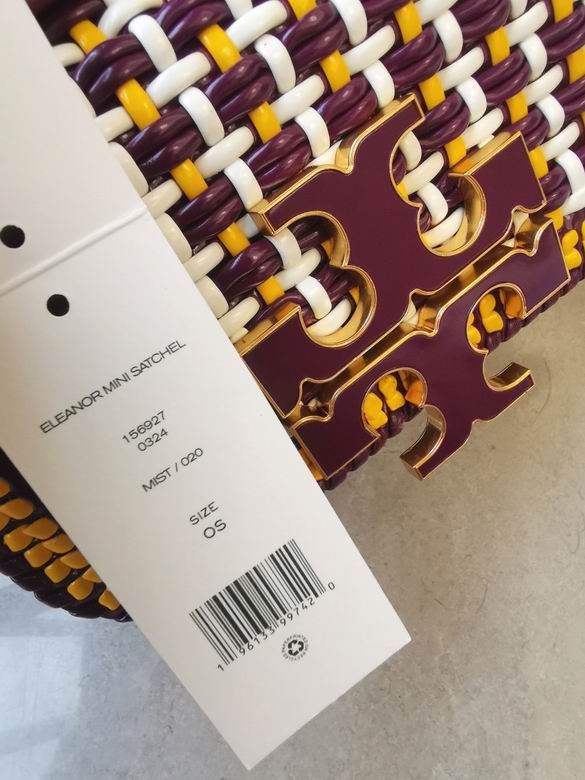 ELEANOR MINI SATCHEL
156927
0324
MIST / 020
SIZE
OS
1 96133 99742 0